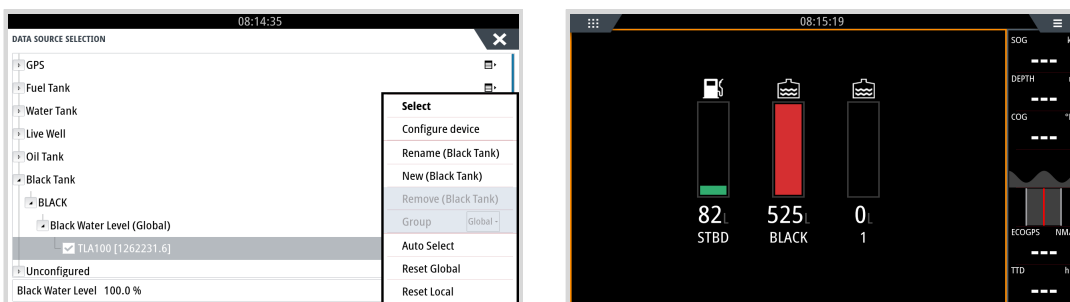 08:14:35
DATA SOURCE SELECTION
GPS
Fuel Tank
Water Tank
Live Well
Oil Tank
Black Tank
BLACK
Black Water Level (Global)
TLA100 [1262231.6]
Unconfigured
Black Water Level 100.0 %
Select
Configure device
Rename (Black Tank)
New (Black Tank)
Remove (Black Tank)
Group Global
Auto Select
Reset Global
Reset Local
08:15:19
82L 525L 0L
STBD BLACK 1
SOG
---
DEPTH
---
COG
---
ECOGPS
---
TTD h
---